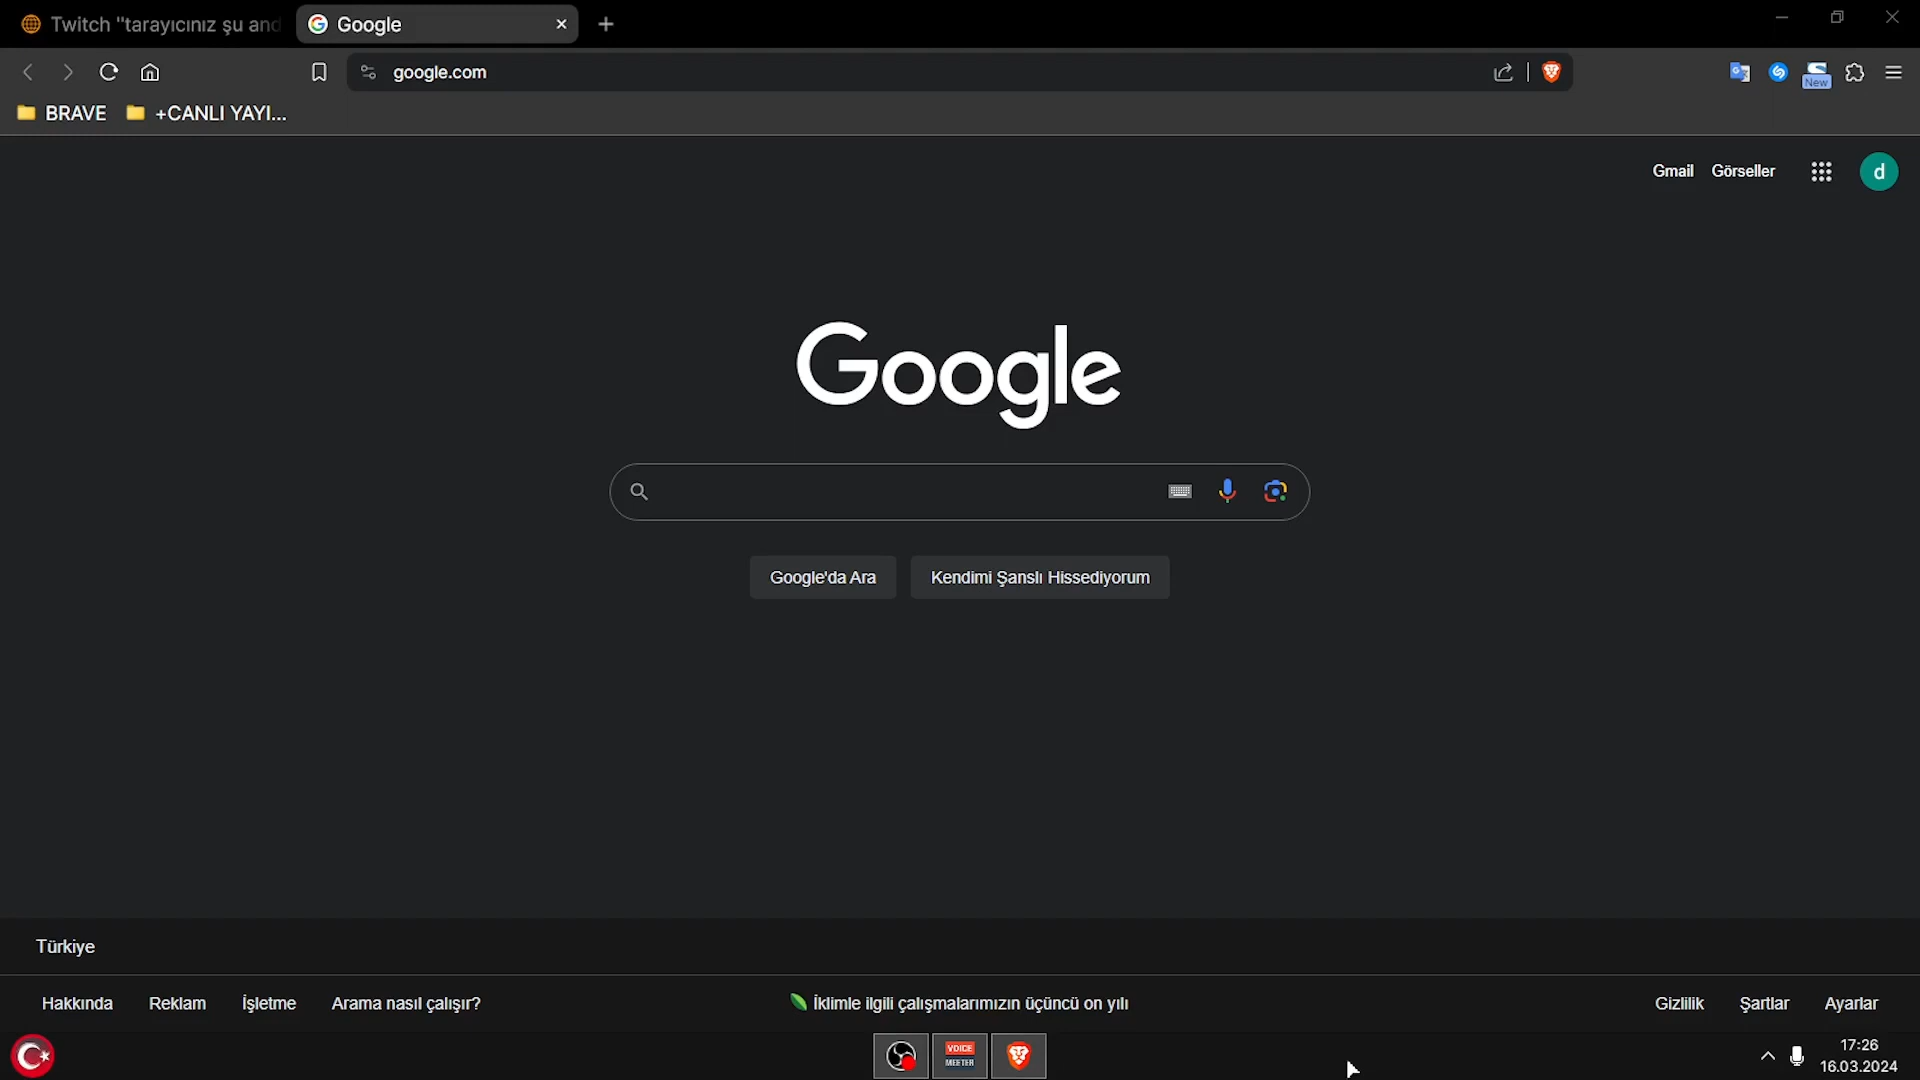 Twitch "tarayıcınız şu and
Google
google.com
New
BRAVE
+CANLI YAYI...
Gmail
Görseller
d
Google
Google'da Ara
Kendimi Şanslı Hissediyorum
Türkiye
Hakkında
Reklam
İşletme
Arama nasıl çalışır?
İklimle ilgili çalışmalarımızın üçüncü on yılı
Gizlilik
Şartlar
Ayarlar
VOICE
MEETER
17:26
16.03.2024